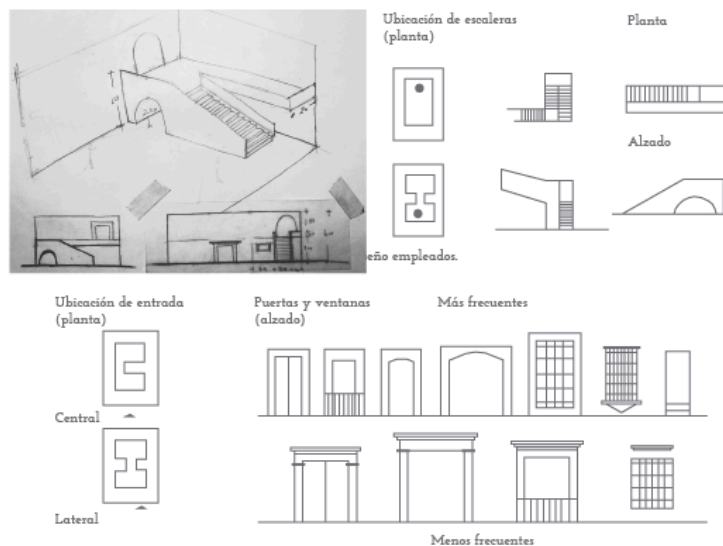 Ubicación de escaleras
(planta)
Planta
Alzado
eño empleados.
Ubicación de entrada
(planta)
Central
Lateral
Puertas y ventanas
(alzado)
Más frecuentes
Menos frecuentes